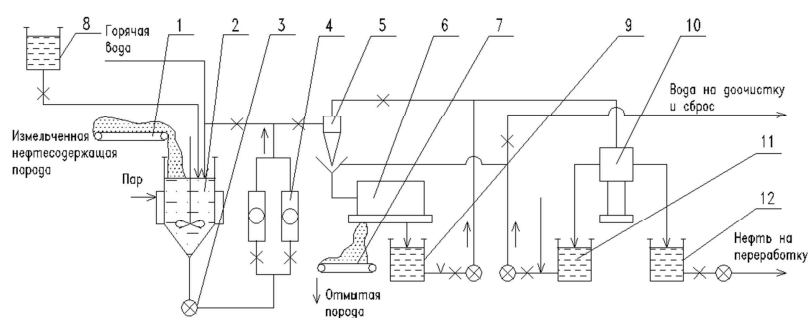 8
Горячая
вода
1
2
3
4
5
6
7
9
10
Вода на доочистку
и сброс
Измельченная
нефтесодержащая
порода
11
Пар
12
Нефть на
переработку
Отмытая
порода